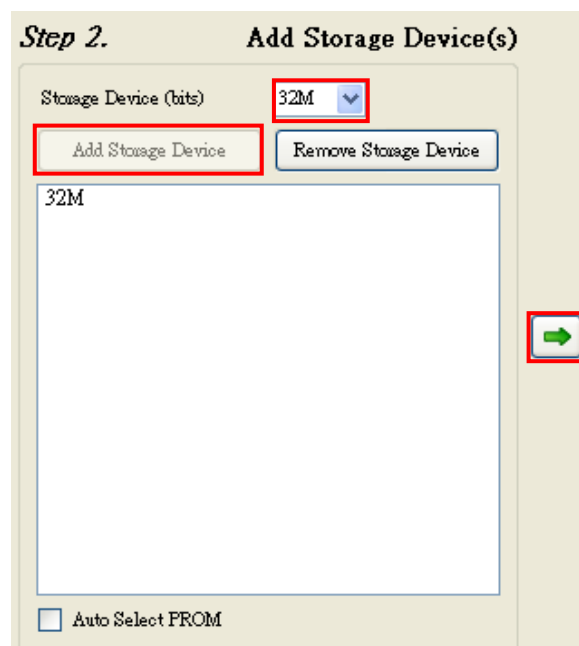 Step 2. Add Storage Device(s)
Storage Device (bits) 32M
Add Storage Device Remove Storage Device
32M
Auto Select PROM